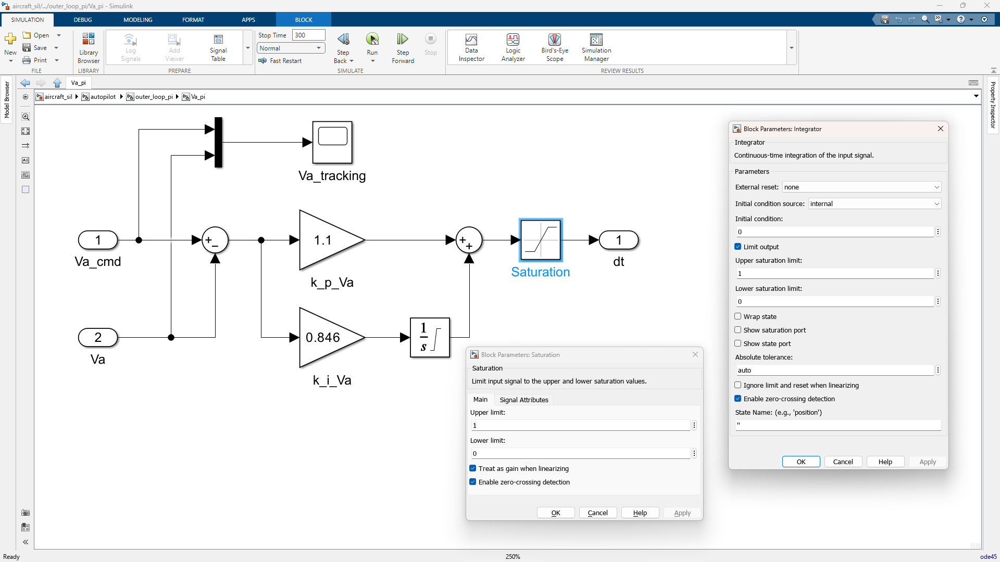 aircraft_sil/.../outer_loop_pi/Va_pi - Simulink
SIMULATION DEBUG MODELING FORMAT APPS BLOCK
New
Open
Save
Print
FILE
Library Browser
LIBRARY
Log Signals
Add Viewer
Signal Table
PREPARE
Stop Time 300
Normal
Fast Restart
Step Back
Run
Step Forward
Stop
SIMULATE
Data Inspector
Logic Analyzer
Bird's-Eye Scope
Simulation Manager
REVIEW RESULTS
Model Browser
Va_pi
Property Inspector
aircraft_sil autopilot outer_loop_pi Va_pi
Va_tracking
1
Va_cmd
+
−
1.1
k_p_Va
+
+
Saturation
1
dt
2
Va
0.846
k_i_Va
1
s
Block Parameters: Saturation
Saturation
Limit input signal to the upper and lower saturation values.
Main Signal Attributes
Upper limit:
1
Lower limit:
0
Treat as gain when linearizing
Enable zero-crossing detection
OK Cancel Help Apply
Block Parameters: Integrator
Integrator
Continuous-time integration of the input signal.
Parameters
External reset: none
Initial condition source: internal
Initial condition:
0
Limit output
Upper saturation limit:
1
Lower saturation limit:
0
Wrap state
Show saturation port
Show state port
Absolute tolerance:
auto
Ignore limit and reset when linearizing
Enable zero-crossing detection
State Name: (e.g., 'position')
''
OK Cancel Help Apply
Ready 250% ode45